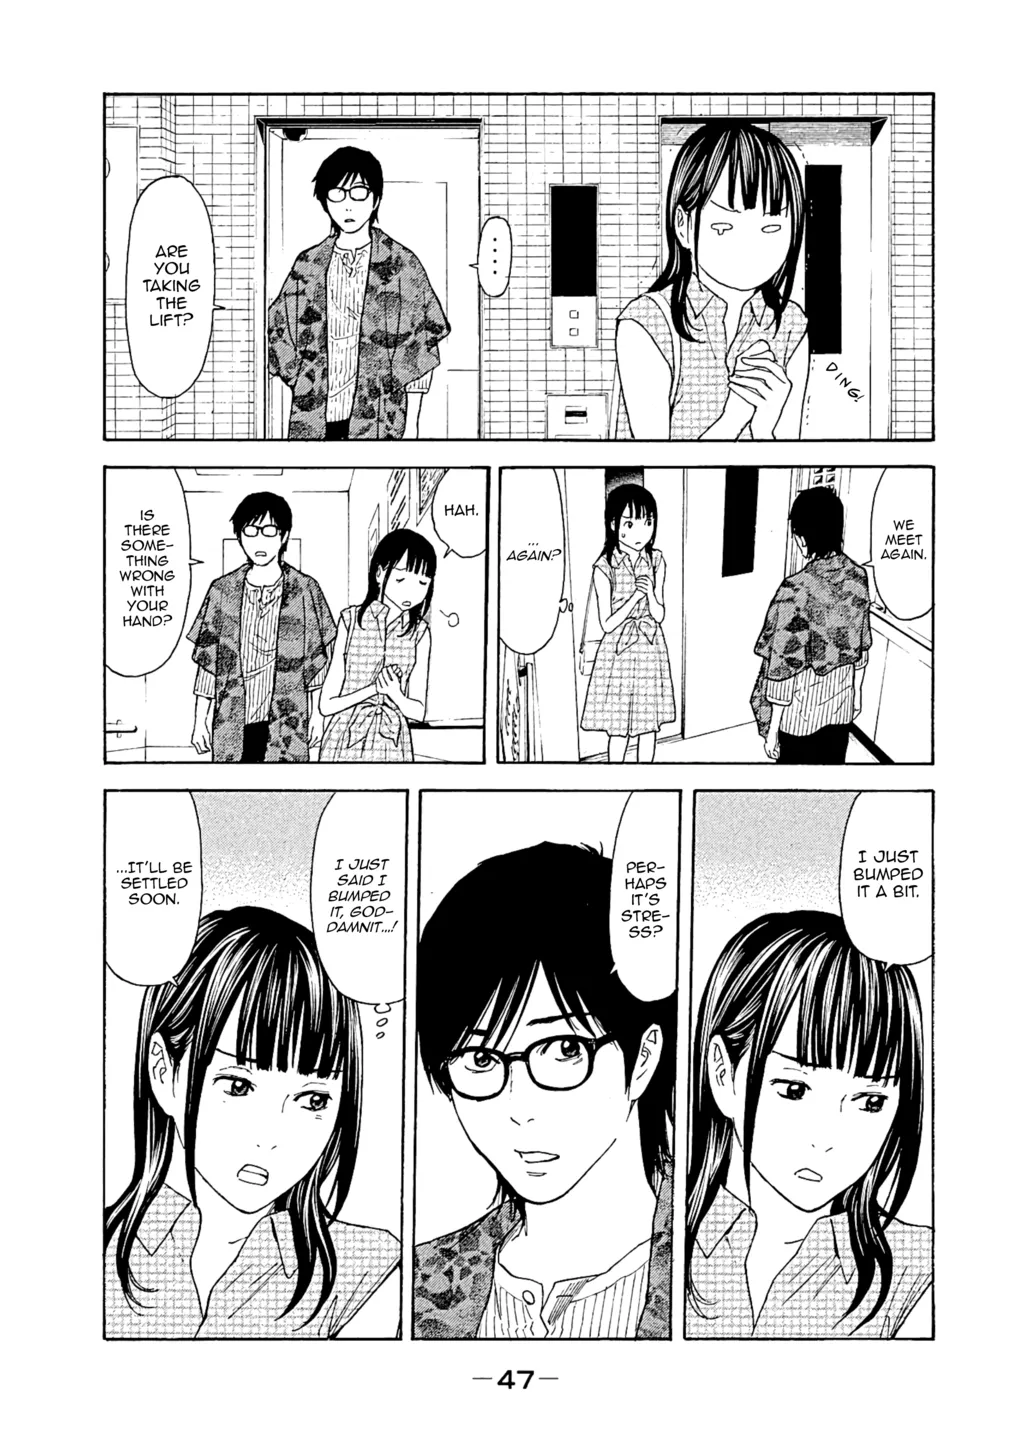 ....
DING!
ARE
YOU
TAKING
THE
LIFT?
WE
MEET
AGAIN.
...
AGAIN?
HAH.
IS
THERE
SOME-
THING
WRONG
WITH
YOUR
HAND?
I JUST
BUMPED
IT A BIT.
PER-
HAPS
IT'S
STRE-
SS?
I JUST
SAID I
BUMPED
IT, GOD-
DAMNIT...!
...IT'LL BE
SETTLED
SOON.
-47-